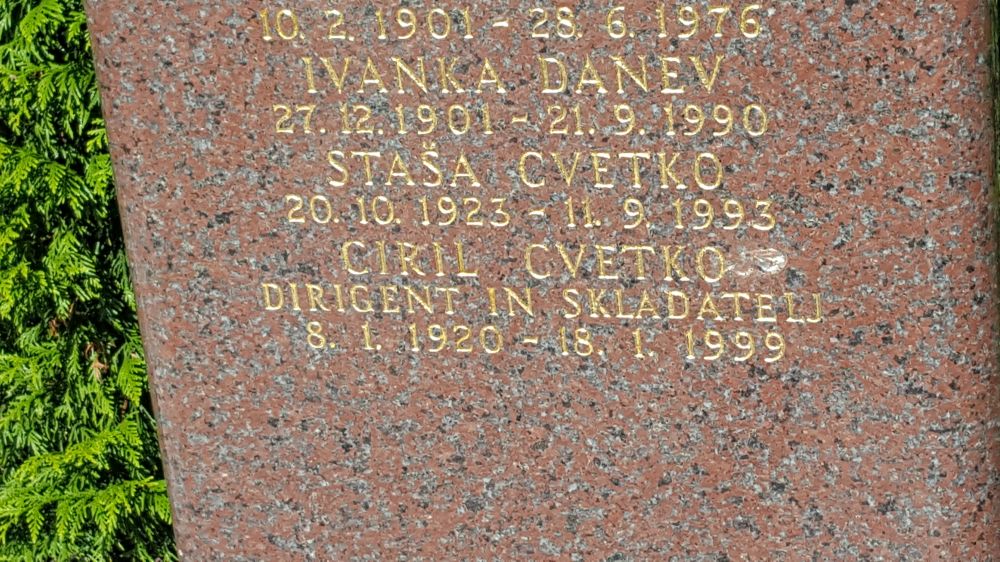 10. 2. 1901 - 28. 6. 1976
IVANKA DANEV
27. 12. 1901 - 21. 9. 1990
STAŠA CVETKO
20. 10. 1923 - 11. 9. 1993
CIRIL CVETKO
DIRIGENT IN SKLADATELJ
8. 1. 1920 - 18. 1. 1999